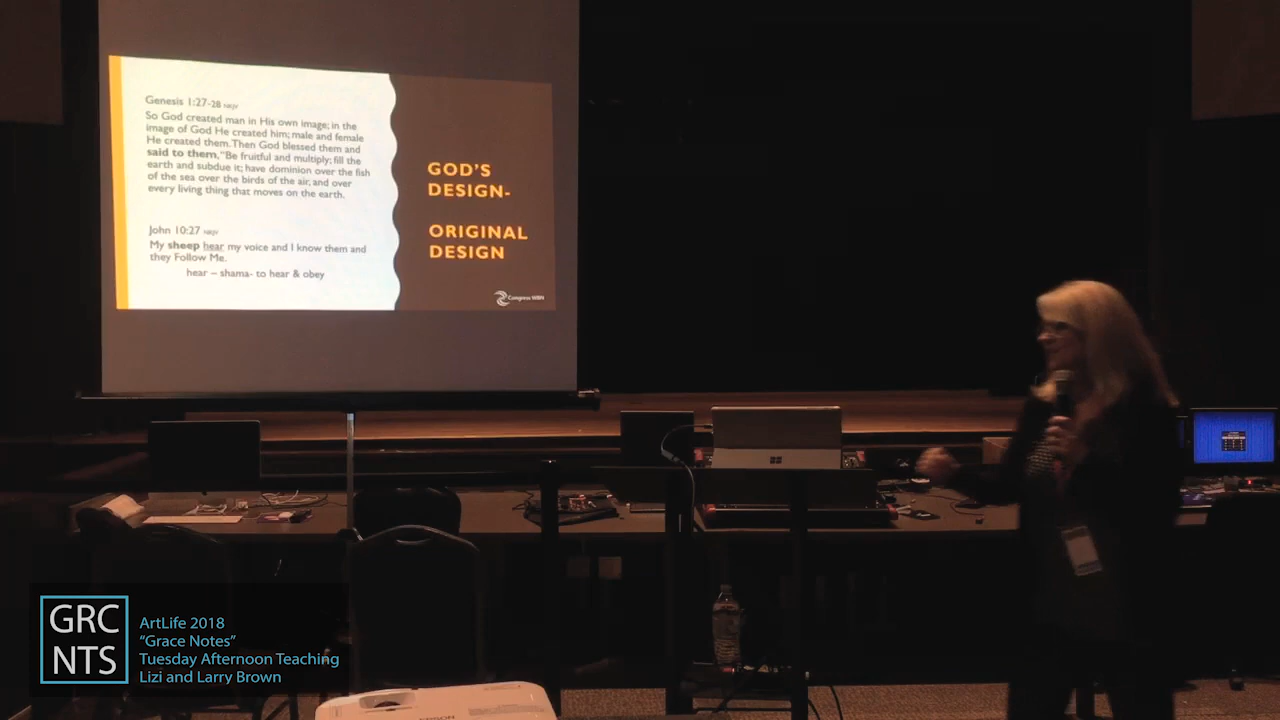 Genesis 1:27-28 NKJV
So God created man in His own image; in the
image of God He created him; male and female
He created them. Then God blessed them and
said to them, "Be fruitful and multiply; fill the
earth and subdue it; have dominion over the fish
of the sea over the birds of the air, and over
every living thing that moves on the earth.
John 10:27 NKJV
My sheep hear my voice and I know them and
they Follow Me.
hear – shama- to hear & obey
GOD'S
DESIGN-
ORIGINAL
DESIGN
Congress WBN
GRC
NTS
ArtLife 2018
“Grace Notes”
Tuesday Afternoon Teaching
Lizi and Larry Brown
EPSON